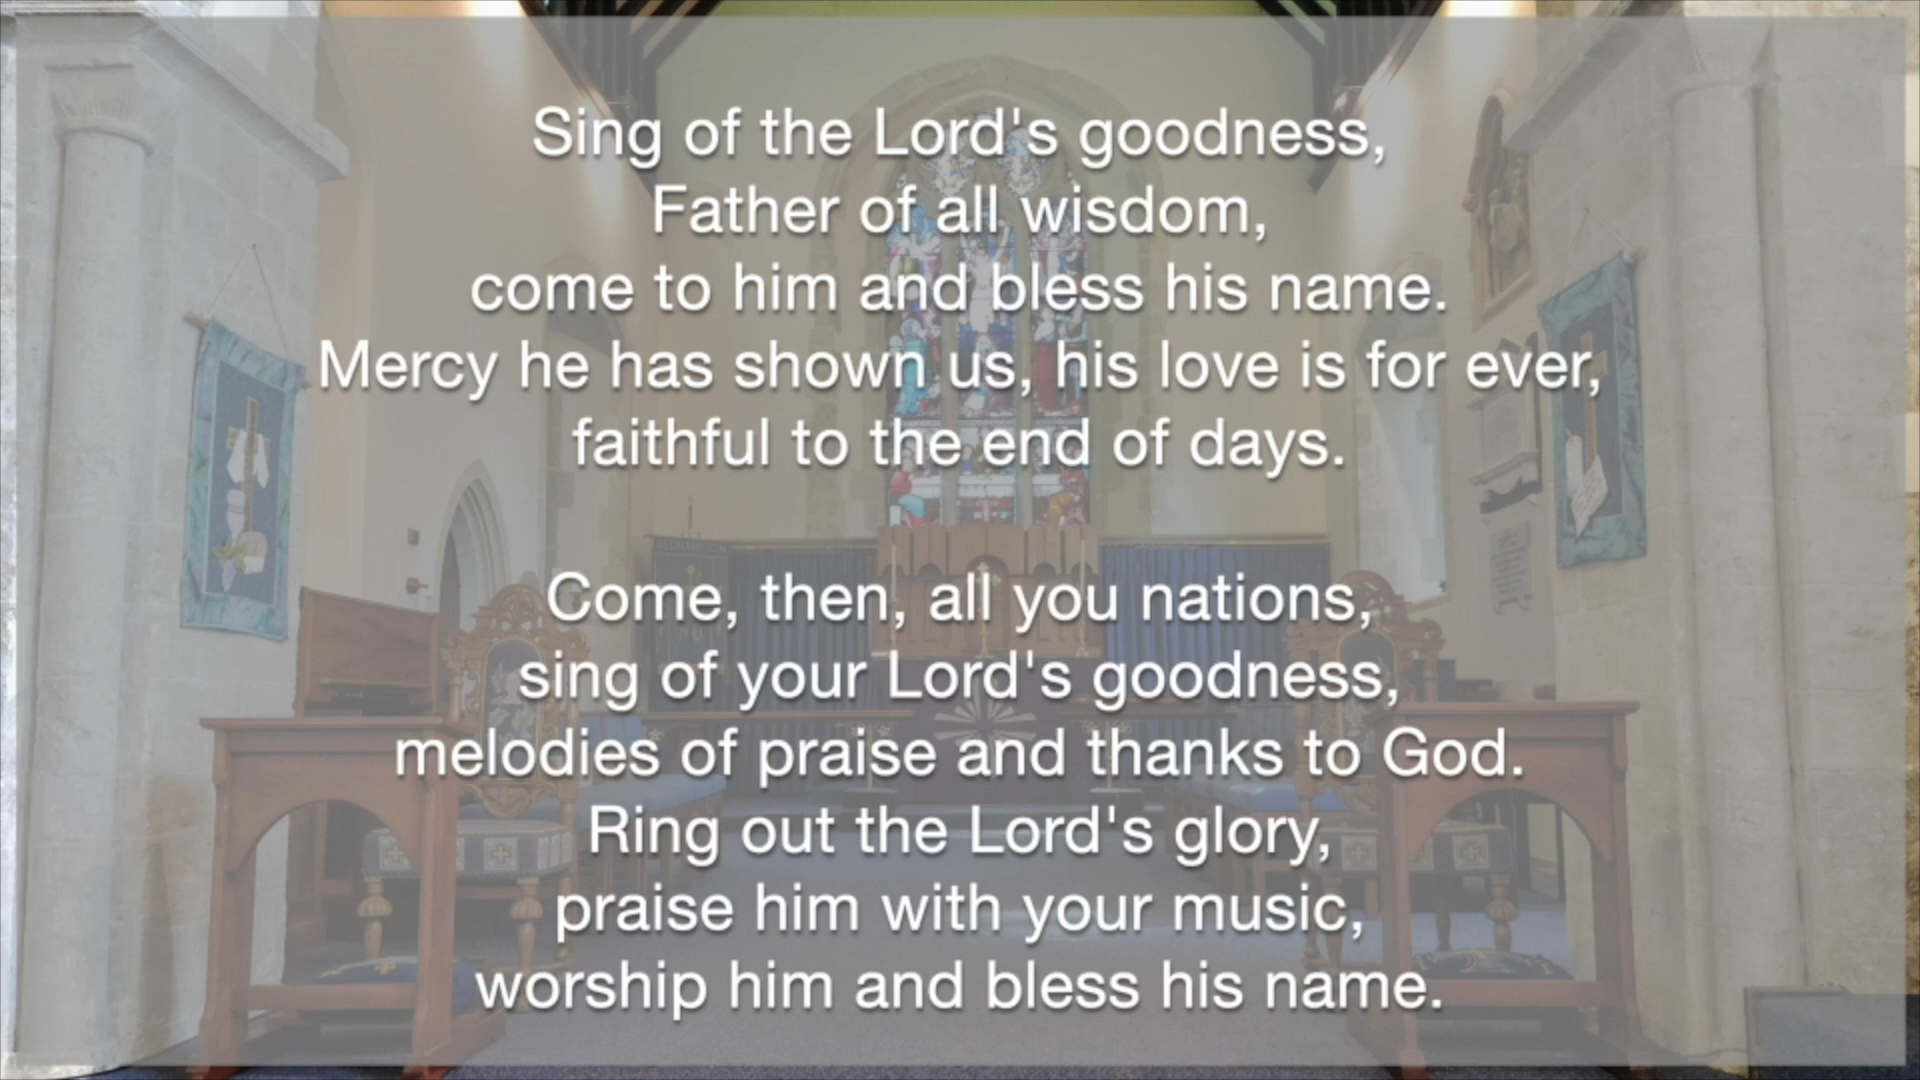 Sing of the Lord's goodness,
Father of all wisdom,
come to him and bless his name.
Mercy he has shown us, his love is for ever,
faithful to the end of days.
Come, then, all you nations,
sing of your Lord's goodness,
melodies of praise and thanks to God.
Ring out the Lord's glory,
praise him with your music,
worship him and bless his name.